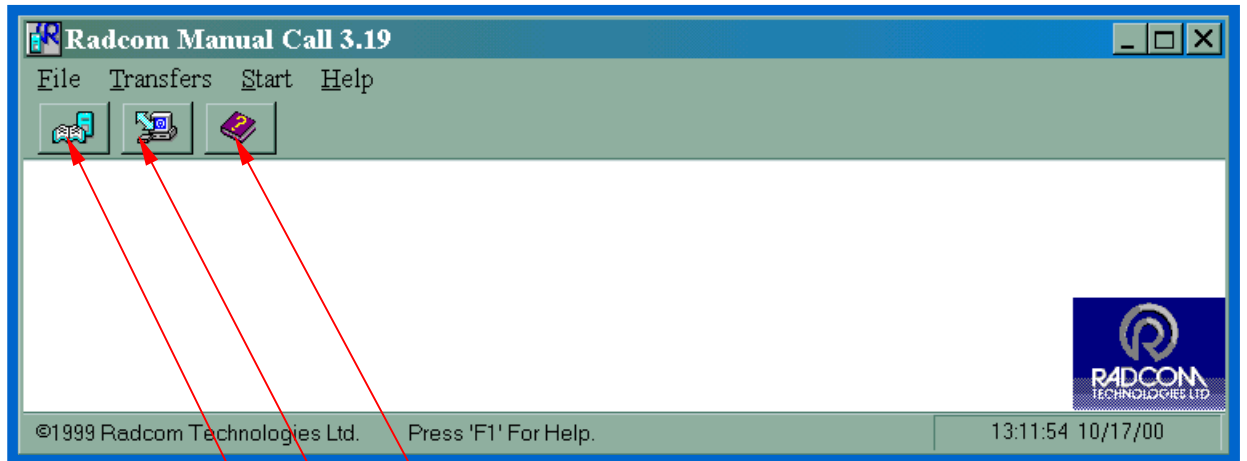 Radcom Manual Call 3.19
File Transfers Start Help
RADCOM
TECHNOLOGIES LTD
©1999 Radcom Technologies Ltd. Press 'F1' For Help. 13:11:54 10/17/00